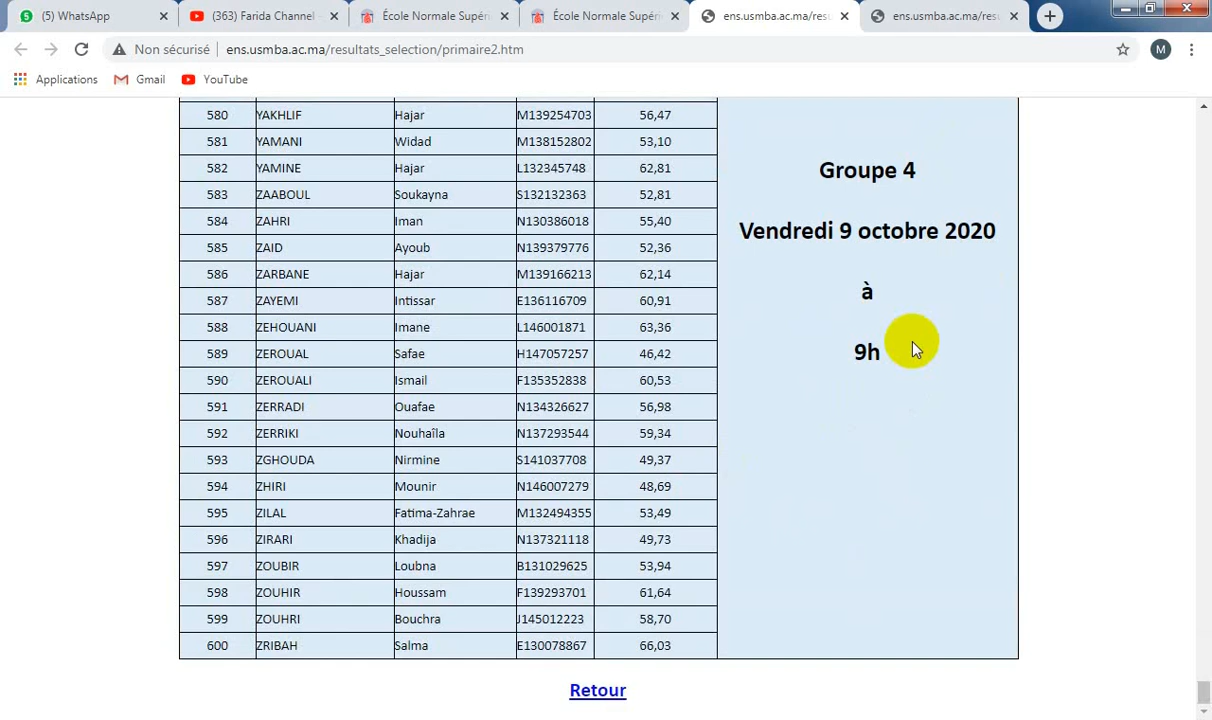 (5) WhatsApp
(363) Farida Channel
École Normale Supér
École Normale Supér
ens.usmba.ac.ma/resu
ens.usmba.ac.ma/resu
Non sécurisé
ens.usmba.ac.ma/resultats_selection/primaire2.htm
M
Applications
Gmail
YouTube
580 YAKHLIF Hajar M139254703 56,47
581 YAMANI Widad M138152802 53,10
582 YAMINE Hajar L132345748 62,81
583 ZAABOUL Soukayna S132132363 52,81
584 ZAHRI Iman N130386018 55,40
585 ZAID Ayoub N139379776 52,36
586 ZARBANE Hajar M139166213 62,14
587 ZAYEMI Intissar E136116709 60,91
588 ZEHOUANI Imane L146001871 63,36
589 ZEROUAL Safae H147057257 46,42
590 ZEROUALI Ismail F135352838 60,53
591 ZERRADI Ouafae N134326627 56,98
592 ZERRIKI Nouhaîla N137293544 59,34
593 ZGHOUDA Nirmine S141037708 49,37
594 ZHIRI Mounir N146007279 48,69
595 ZILAL Fatima-Zahrae M132494355 53,49
596 ZIRARI Khadija N137321118 49,73
597 ZOUBIR Loubna B131029625 53,94
598 ZOUHIR Houssam F139293701 61,64
599 ZOUHRI Bouchra J145012223 58,70
600 ZRIBAH Salma E130078867 66,03
Groupe 4
Vendredi 9 octobre 2020
à
9h
Retour